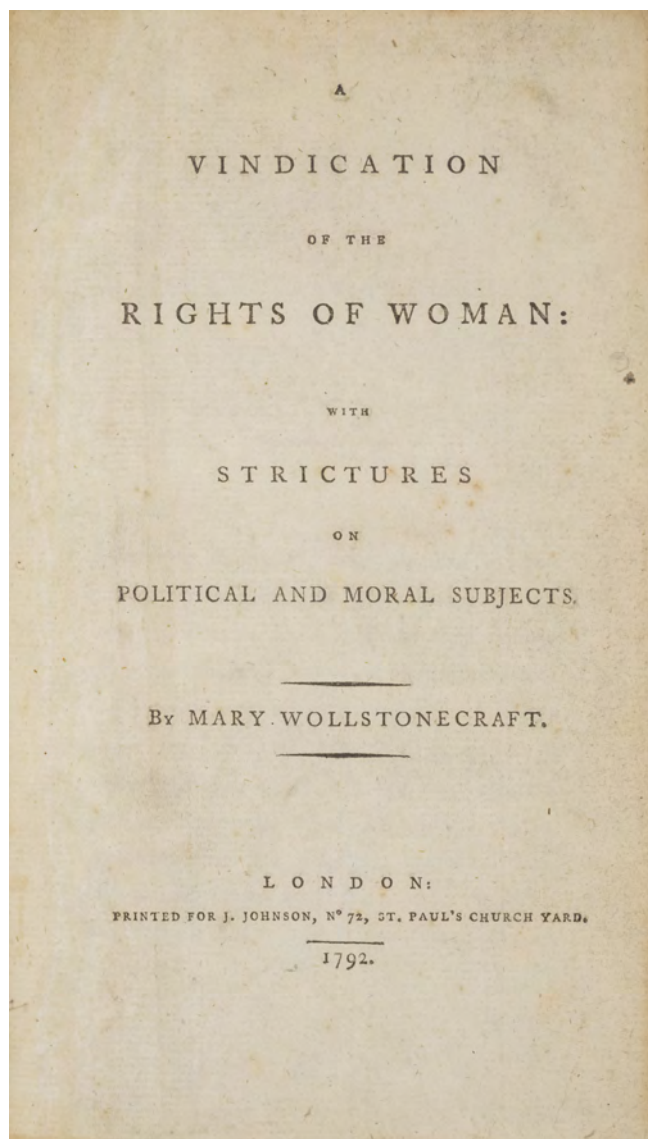 A
VINDICATION
OF THE
RIGHTS OF WOMAN:
WITH
STRICTURES
ON
POLITICAL AND MORAL SUBJECTS.
By MARY WOLLSTONECRAFT.
LONDON:
PRINTED FOR J. JOHNSON, N° 72, ST. PAUL'S CHURCH YARD.
1792.